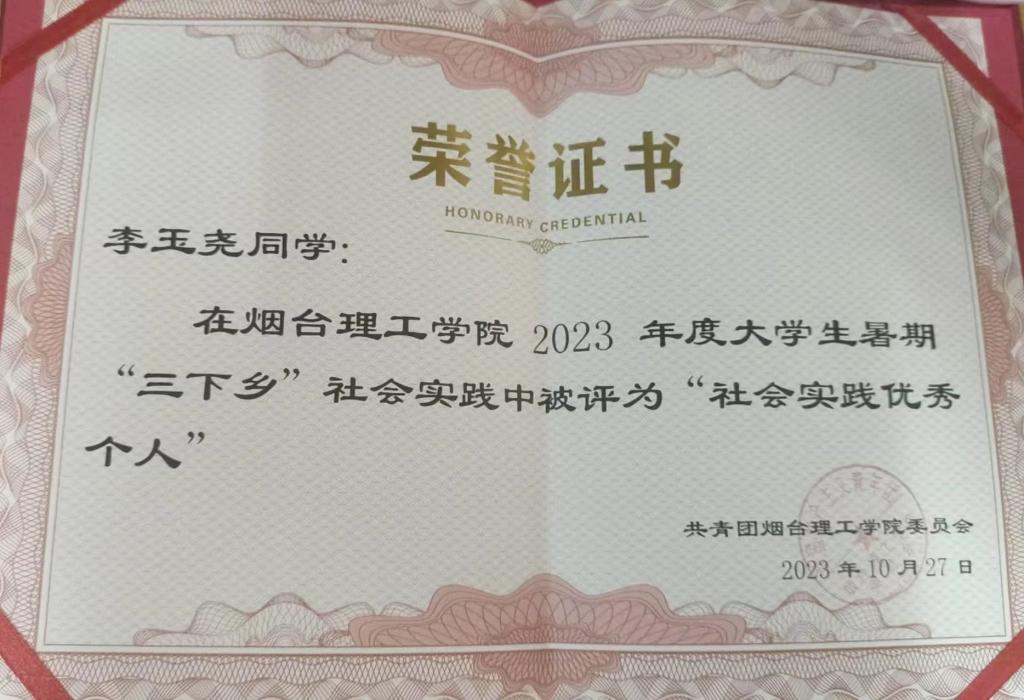 荣誉证书
HONORARY CREDENTIAL
李玉尧同学：
在烟台理工学院 2023 年度大学生暑期
“三下乡”社会实践中被评为“社会实践优秀
个人”
共青团烟台理工学院委员会
2023 年 10 月 27 日